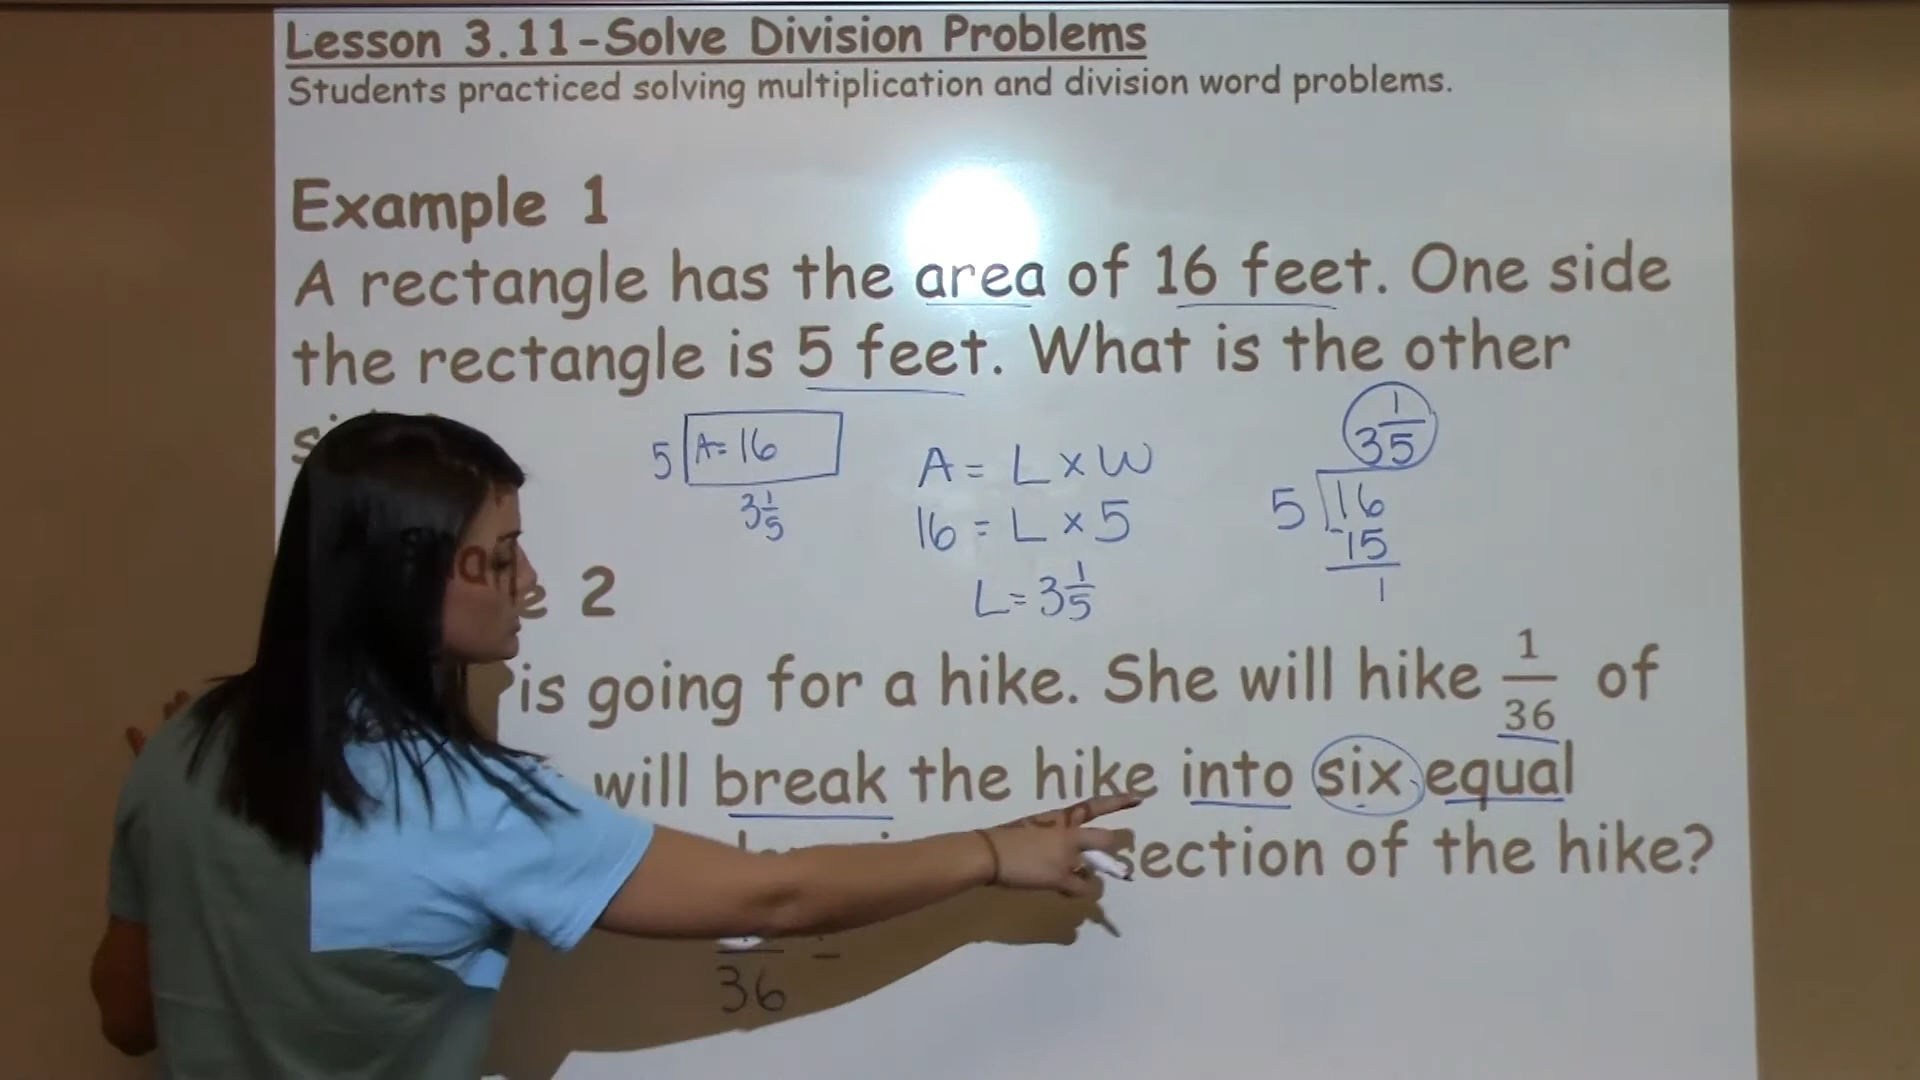 Lesson 3.11-Solve Division Problems
Students practiced solving multiplication and division word problems.
Example 1
A rectangle has the area of 16 feet. One side
the rectangle is 5 feet. What is the other
5 A=16
3 1/5
A = L x W
16 = L x 5
L = 3 1/5
3 1/5
5 16
-15
1
2
is going for a hike. She will hike 1/36 of
will break the hike into six equal
section of the hike?
36 ÷